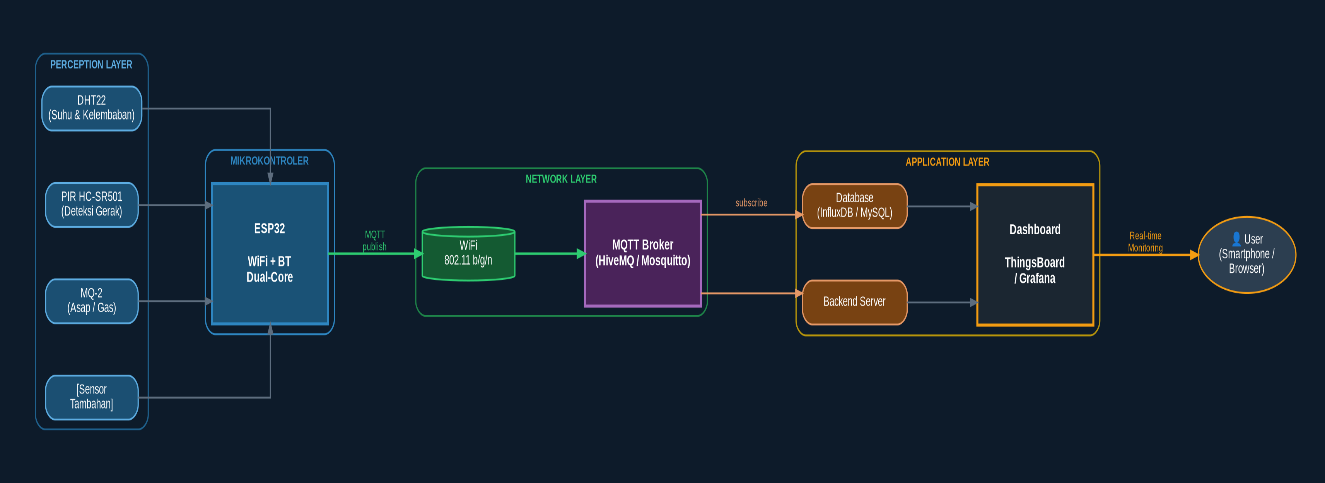 PERCEPTION LAYER
DHT22
(Suhu & Kelembaban)
PIR HC-SR501
(Deteksi Gerak)
MQ-2
(Asap / Gas)
[Sensor
Tambahan]
MIKROKONTROLER
ESP32
WiFi + BT
Dual-Core
MQTT
publish
NETWORK LAYER
WiFi
802.11 b/g/n
MQTT Broker
(HiveMQ / Mosquitto)
subscribe
APPLICATION LAYER
Database
(InfluxDB / MySQL)
Backend Server
Dashboard
ThingsBoard
/ Grafana
Real-time
Monitoring
👤 User
(Smartphone /
Browser)